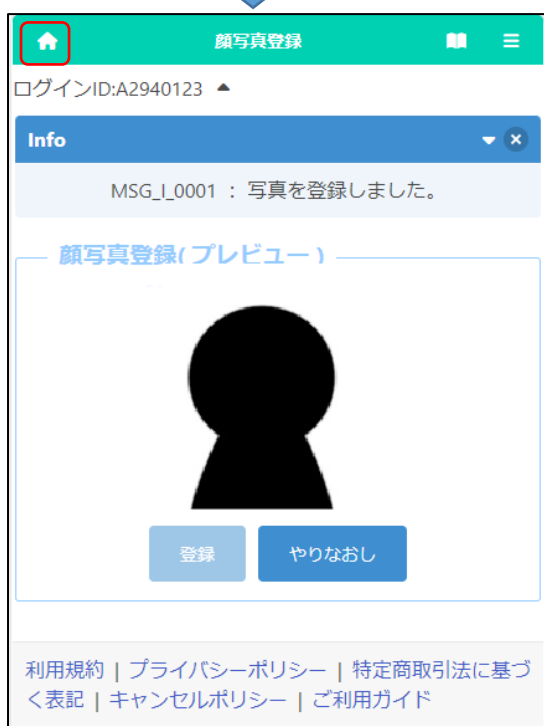 顔写真登録
ログインID:A2940123
Info
MSG_I_0001 : 写真を登録しました。
顔写真登録(プレビュー)
登録
やりなおし
利用規約 | プライバシーポリシー | 特定商取引法に基づ
く表記 | キャンセルポリシー | ご利用ガイド